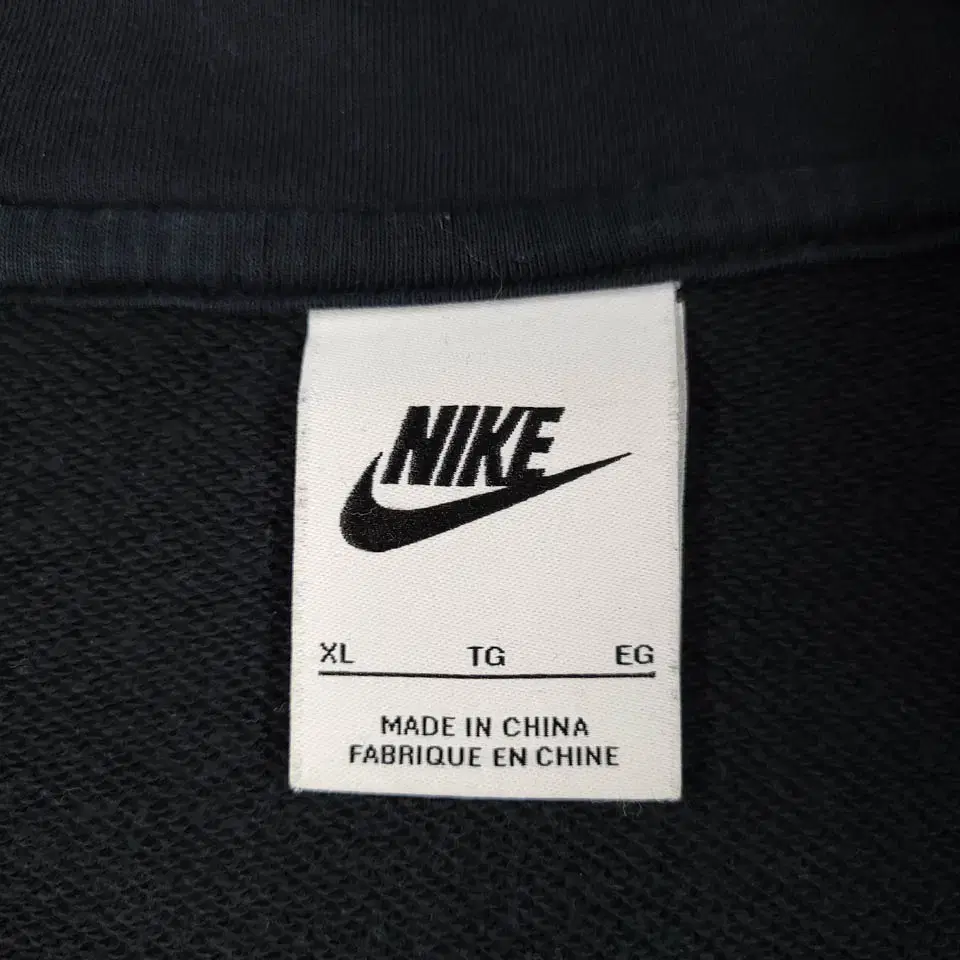 NIKE
XL TG EG
MADE IN CHINA
FABRIQUE EN CHINE